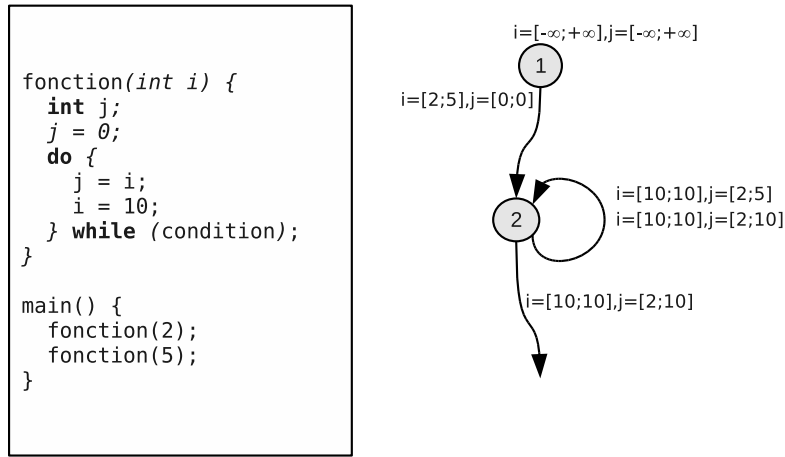 fonction(int i) {
int j;
j = 0;
do {
j = i;
i = 10;
} while (condition);
}
main() {
fonction(2);
fonction(5);
}
i=[-∞;+∞],j=[-∞;+∞]
1
i=[2;5],j=[0;0]
i=[10;10],j=[2;5]
i=[10;10],j=[2;10]
2
i=[10;10],j=[2;10]